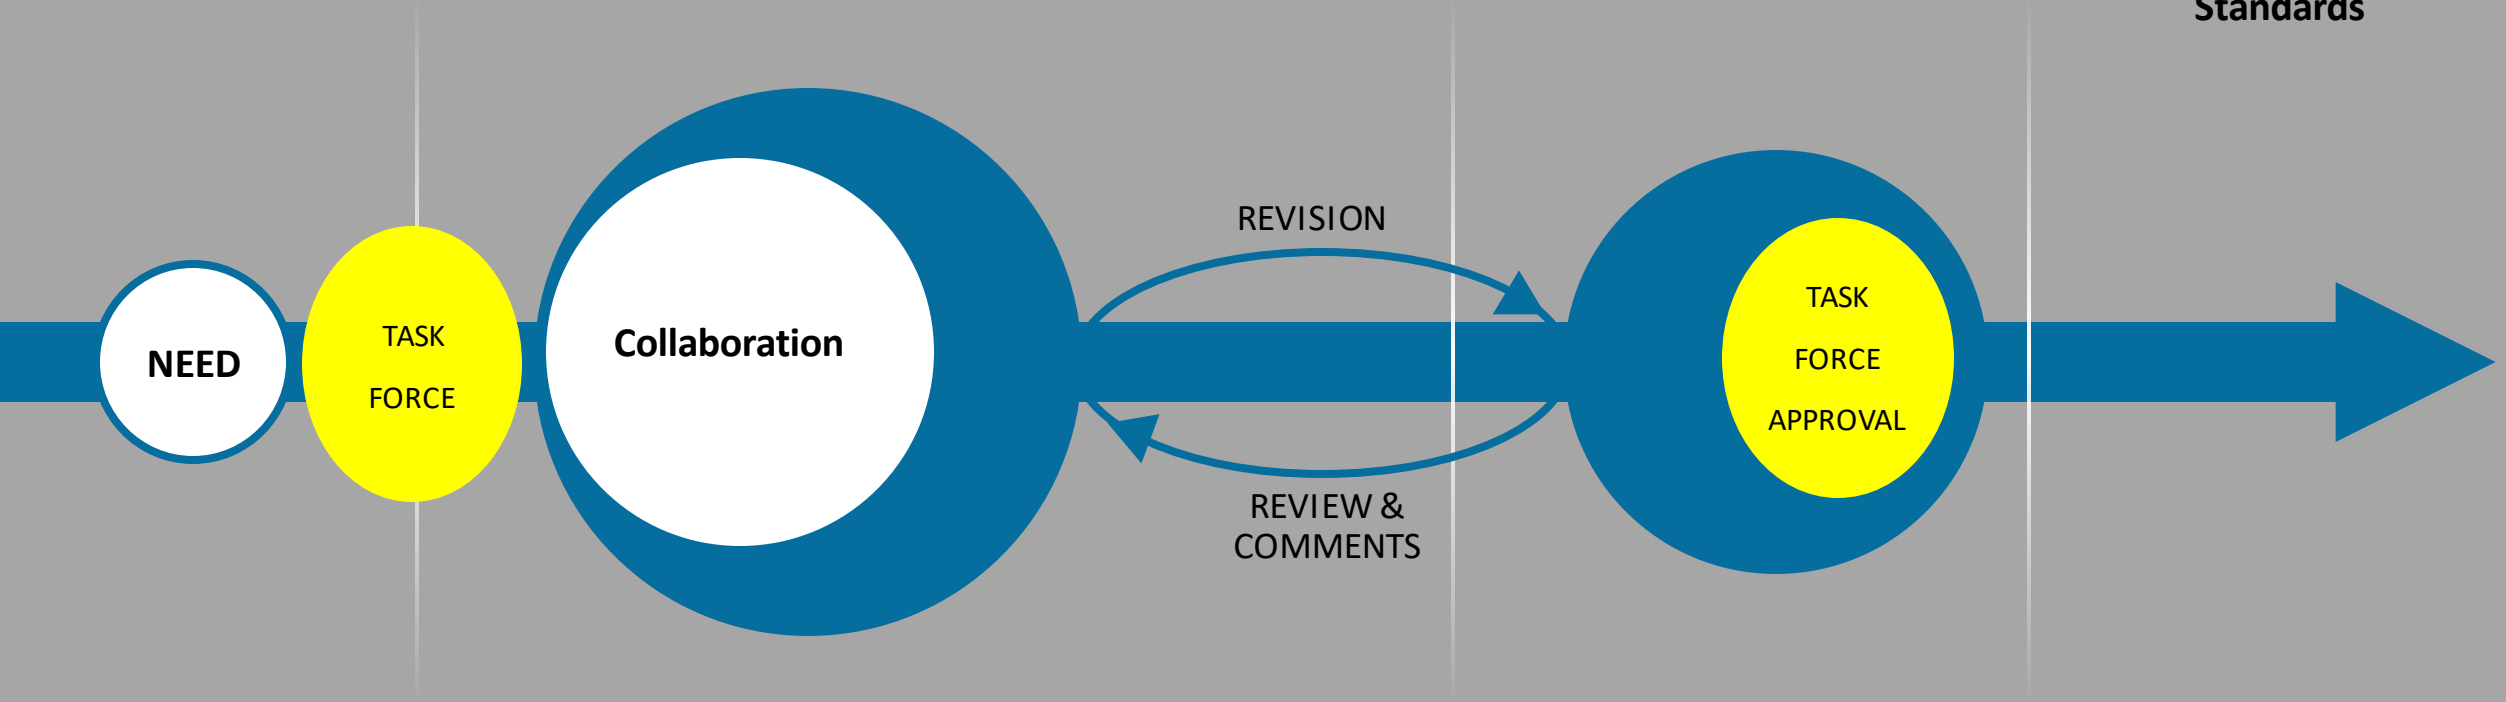 Standards
NEED
TASK
FORCE
Collaboration
REVISION
REVIEW &
COMMENTS
TASK
FORCE
APPROVAL